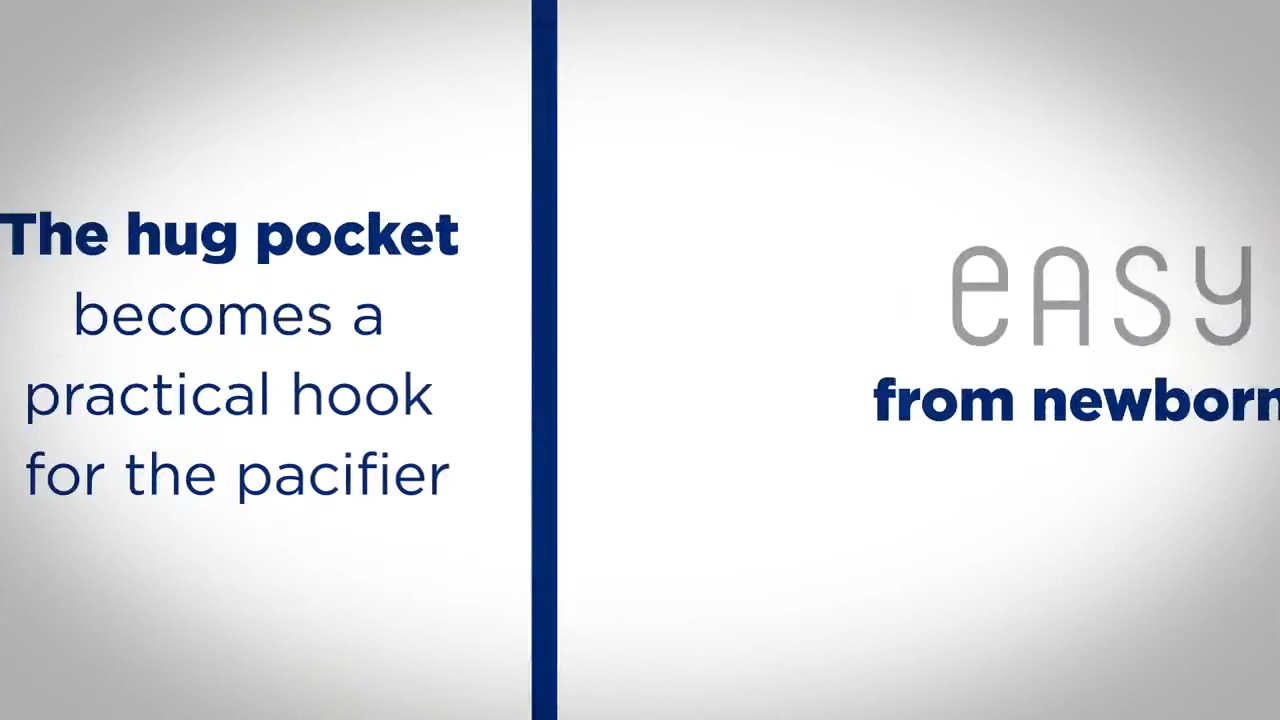 The hug pocket
becomes a
practical hook
for the pacifier
eASY
from newborn